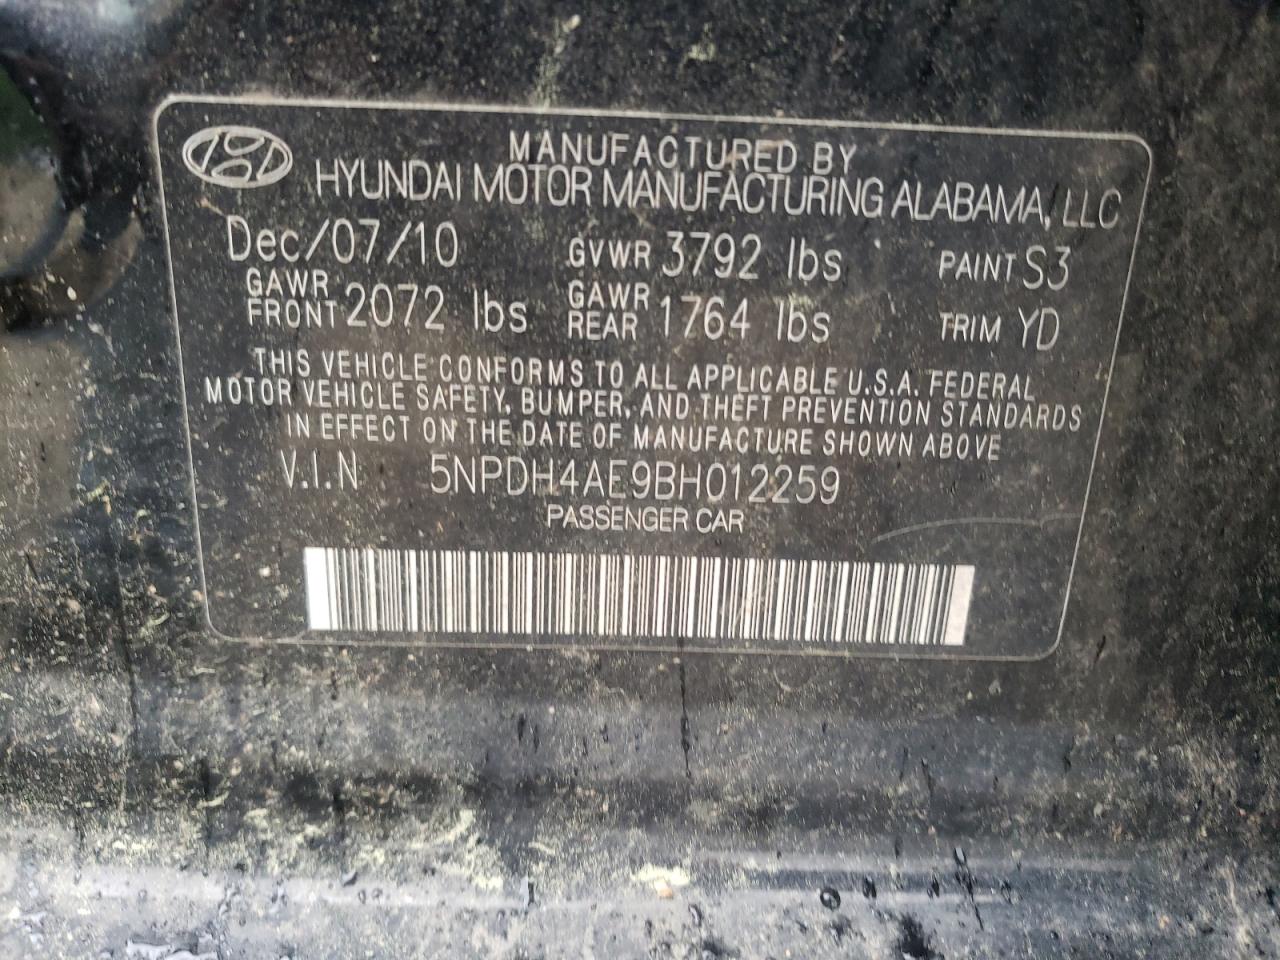 MANUFACTURED BY
HYUNDAI MOTOR MANUFACTURING ALABAMA, LLC
Dec/07/10 GVWR 3792 lbs PAINT S3
GAWR FRONT 2072 lbs GAWR REAR 1764 lbs TRIM YD
THIS VEHICLE CONFORMS TO ALL APPLICABLE U.S.A. FEDERAL
MOTOR VEHICLE SAFETY, BUMPER, AND THEFT PREVENTION STANDARDS
IN EFFECT ON THE DATE OF MANUFACTURE SHOWN ABOVE
V.I.N 5NPDH4AE9BH012259
PASSENGER CAR